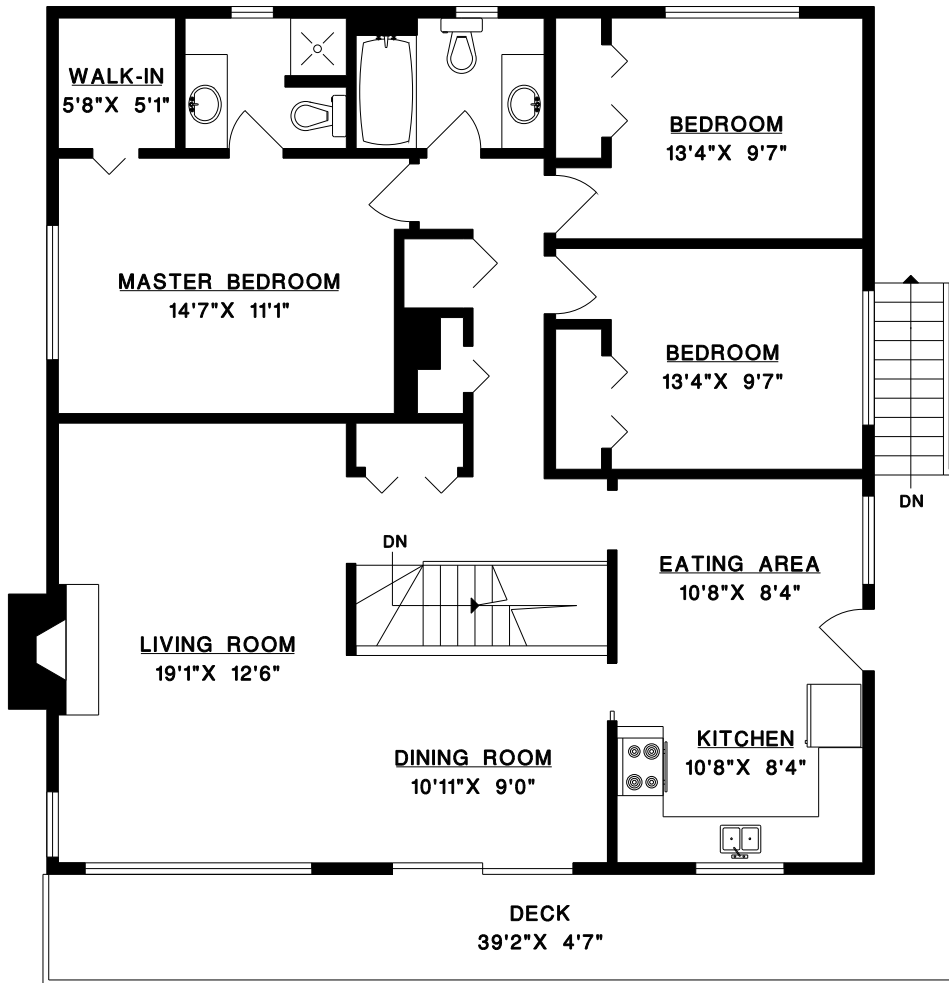 WALK-IN
5'8"X 5'1"
BEDROOM
13'4"X 9'7"
MASTER BEDROOM
14'7"X 11'1"
BEDROOM
13'4"X 9'7"
DN
DN
EATING AREA
10'8"X 8'4"
LIVING ROOM
19'1"X 12'6"
KITCHEN
10'8"X 8'4"
DINING ROOM
10'11"X 9'0"
DECK
39'2"X 4'7"